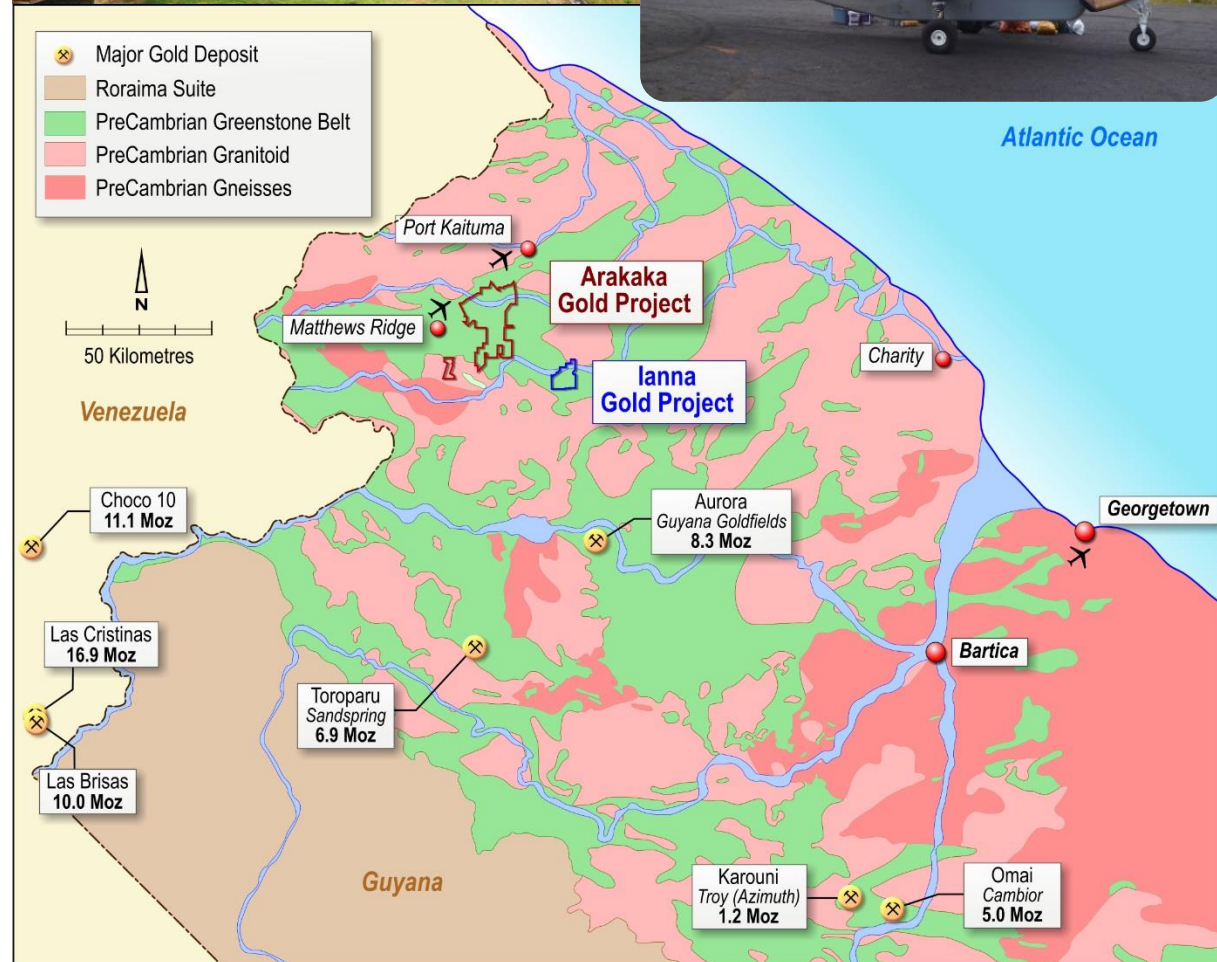 Major Gold Deposit
Roraima Suite
PreCambrian Greenstone Belt
PreCambrian Granitoid
PreCambrian Gneisses
N
50 Kilometres
Atlantic Ocean
Port Kaituma
Arakaka
Gold Project
Matthews Ridge
Ianna
Gold Project
Charity
Venezuela
Choco 10
11.1 Moz
Aurora
Guyana Goldfields
8.3 Moz
Georgetown
Las Cristinas
16.9 Moz
Toroparu
Sandspring
6.9 Moz
Bartica
Las Brisas
10.0 Moz
Guyana
Karouni
Troy (Azimuth)
1.2 Moz
Omai
Cambior
5.0 Moz